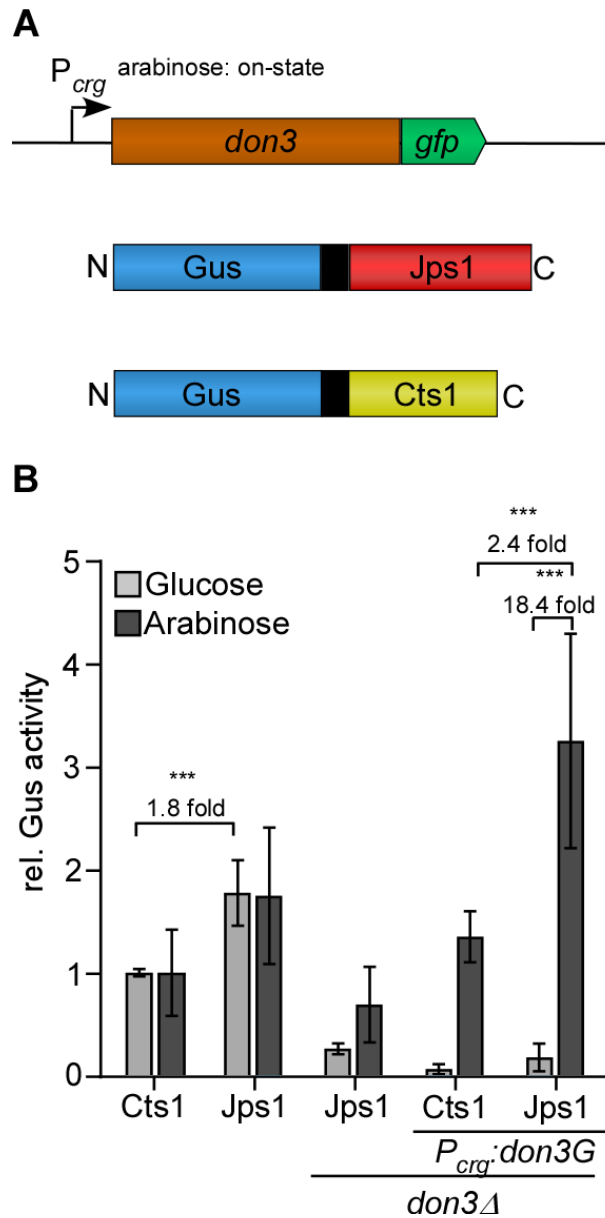 A
P_crg arabinose: on-state
don3 gfp
N Gus Jps1 C
N Gus Cts1 C
B
***
2.4 fold
***
18.4 fold
Glucose
Arabinose
***
1.8 fold
rel. Gus activity
5
4
3
2
1
0
Cts1 Jps1 Jps1 Cts1 Jps1
P_crg:don3G
don3Δ